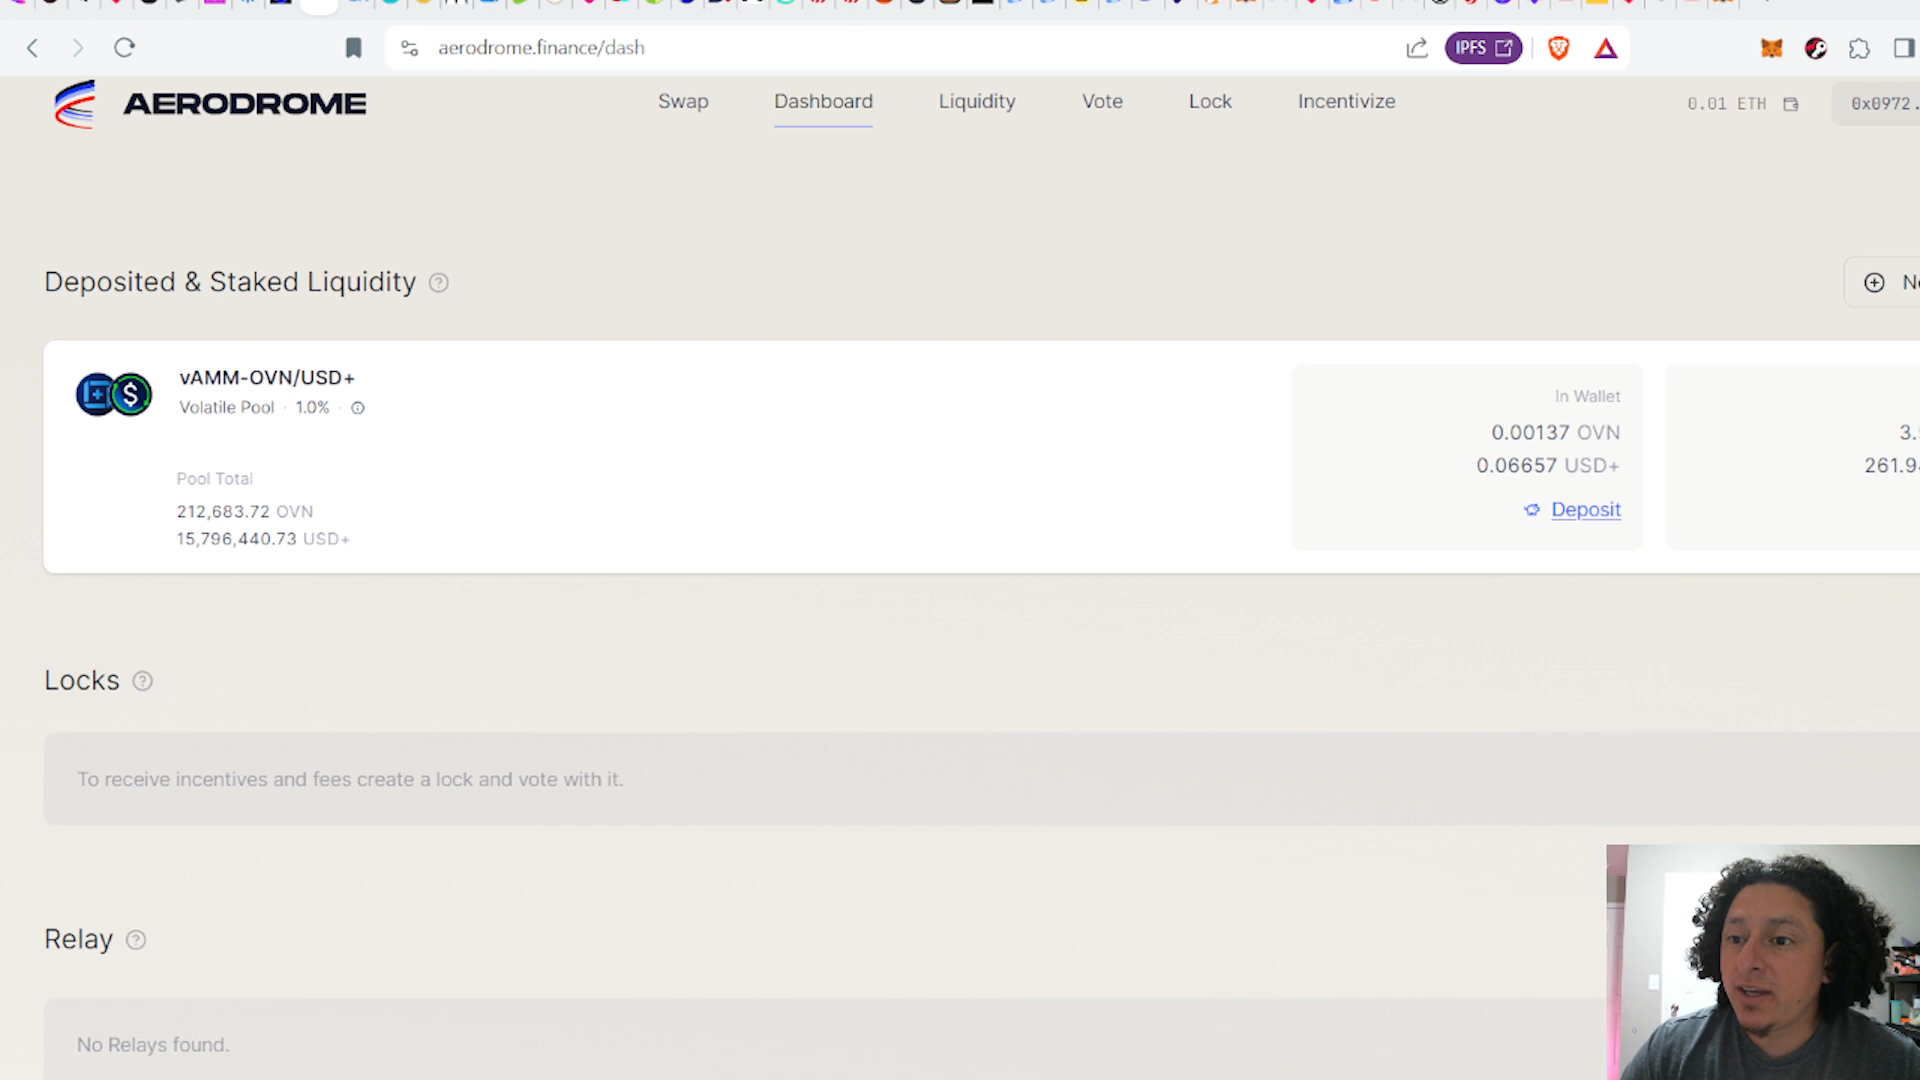 aerodrome.finance/dash
IPFS
AERODROME
Swap
Dashboard
Liquidity
Vote
Lock
Incentivize
0.01 ETH
0x0972.
Deposited & Staked Liquidity
vAMM-OVN/USD+
Volatile Pool · 1.0% ·
In Wallet
0.00137 OVN
0.06657 USD+
Deposit
261.9
Pool Total
212,683.72 OVN
15,796,440.73 USD+
Locks
To receive incentives and fees create a lock and vote with it.
Relay
No Relays found.